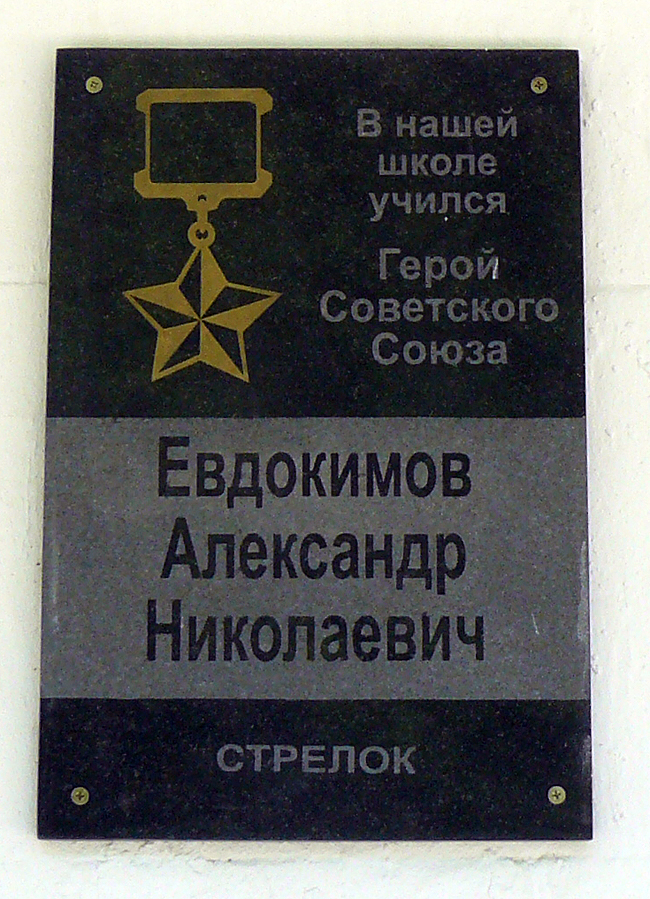 В нашей
школе
учился
Герой
Советского
Союза
Евдокимов
Александр
Николаевич
СТРЕЛОК